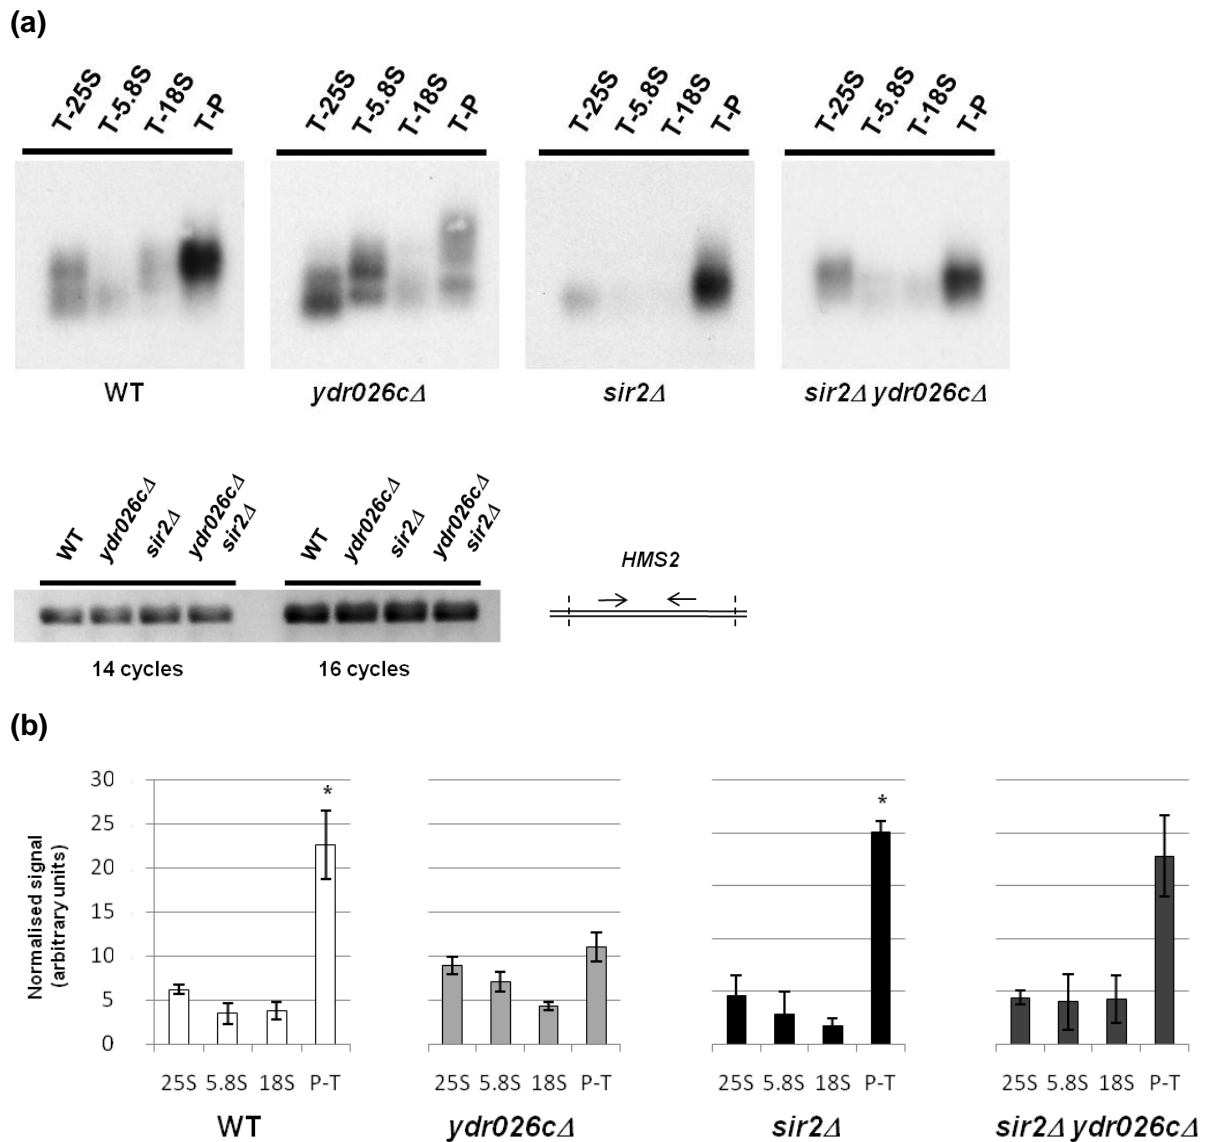 (a)
T-25S T-5.8S T-18S T-P T-25S T-5.8S T-18S T-P T-25S T-5.8S T-18S T-P T-25S T-5.8S T-18S T-P
WT ydr026cΔ sir2Δ sir2Δ ydr026cΔ
WT ydr026cΔ sir2Δ ydr026cΔ sir2Δ WT ydr026cΔ sir2Δ ydr026cΔ sir2Δ
HMS2
14 cycles 16 cycles
(b)
Normalised signal
(arbitrary units)
30
25
20
15
10
5
0
* *
25S 5.8S 18S P-T 25S 5.8S 18S P-T 25S 5.8S 18S P-T 25S 5.8S 18S P-T
WT ydr026cΔ sir2Δ sir2Δ ydr026cΔ